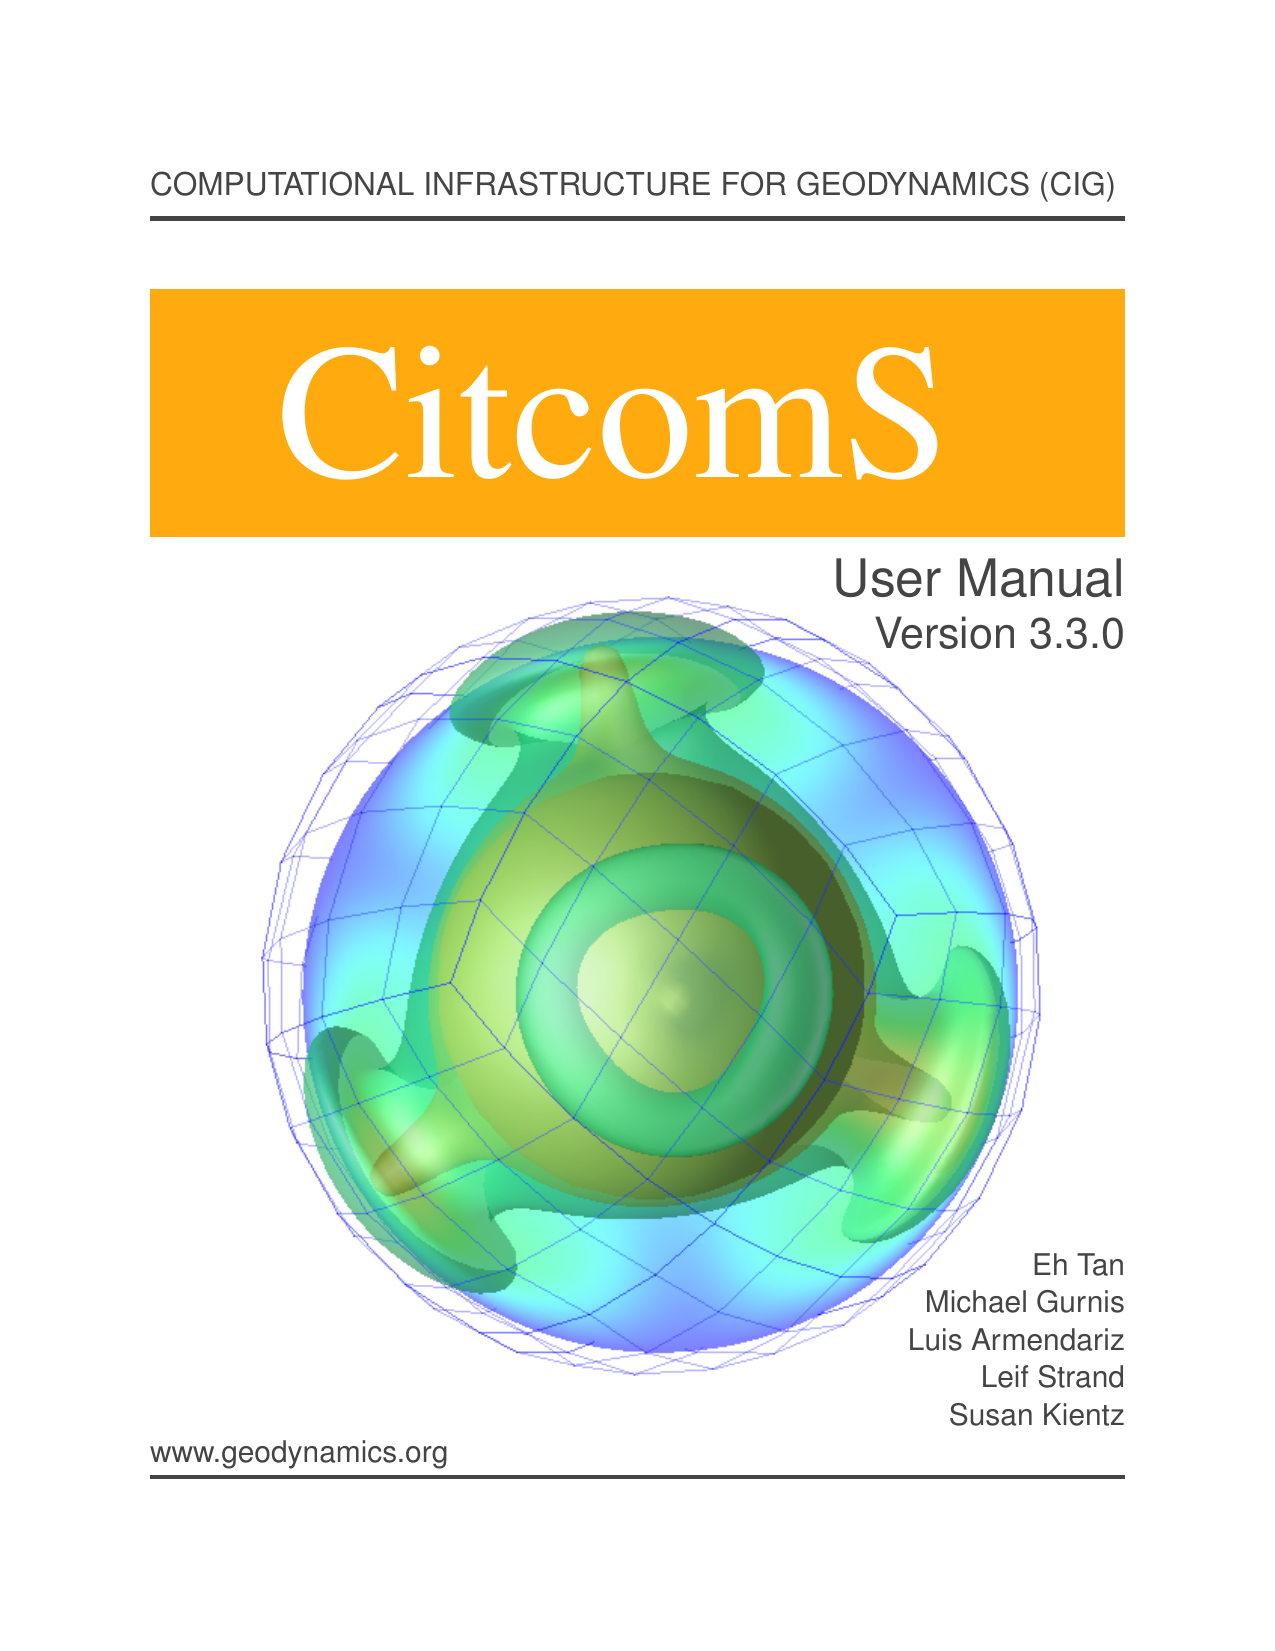 COMPUTATIONAL INFRASTRUCTURE FOR GEODYNAMICS (CIG)
CitcomS
User Manual
Version 3.3.0
Eh Tan
Michael Gurnis
Luis Armendariz
Leif Strand
Susan Kientz
www.geodynamics.org